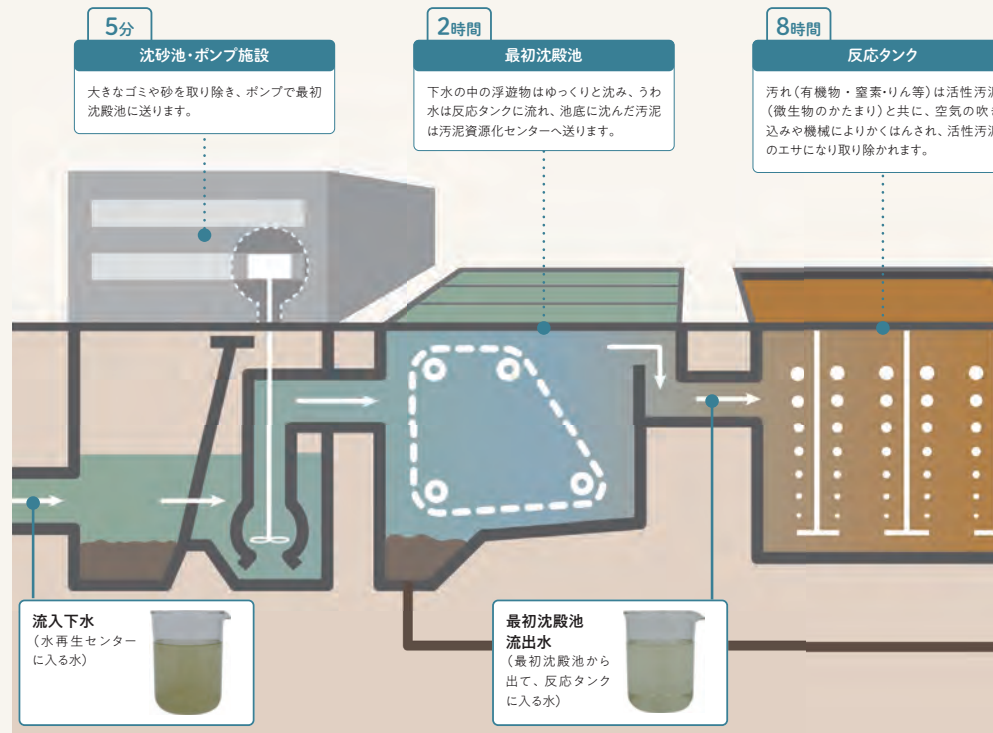 5分
沈砂池・ポンプ施設
大きなゴミや砂を取り除き、ポンプで最初
沈殿池に送ります。
2時間
最初沈殿池
下水の中の浮遊物はゆっくりと沈み、うわ
水は反応タンクに流れ、池底に沈んだ汚泥
は汚泥資源化センターへ送ります。
8時間
反応タンク
汚れ(有機物・窒素・りん等)は活性汚泥
(微生物のかたまり)と共に、空気の吹き
込みや機械によりかくはんされ、活性汚泥
のエサになり取り除かれます。
流入下水
(水再生センター
に入る水)
最初沈殿池
流出水
(最初沈殿池から
出て、反応タンク
に入る水)